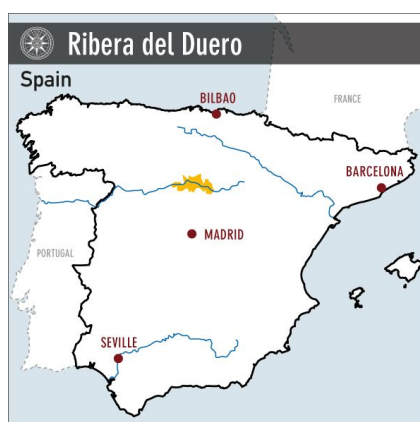 Ribera del Duero
Spain
BILBAO
FRANCE
BARCELONA
MADRID
PORTUGAL
SEVILLE